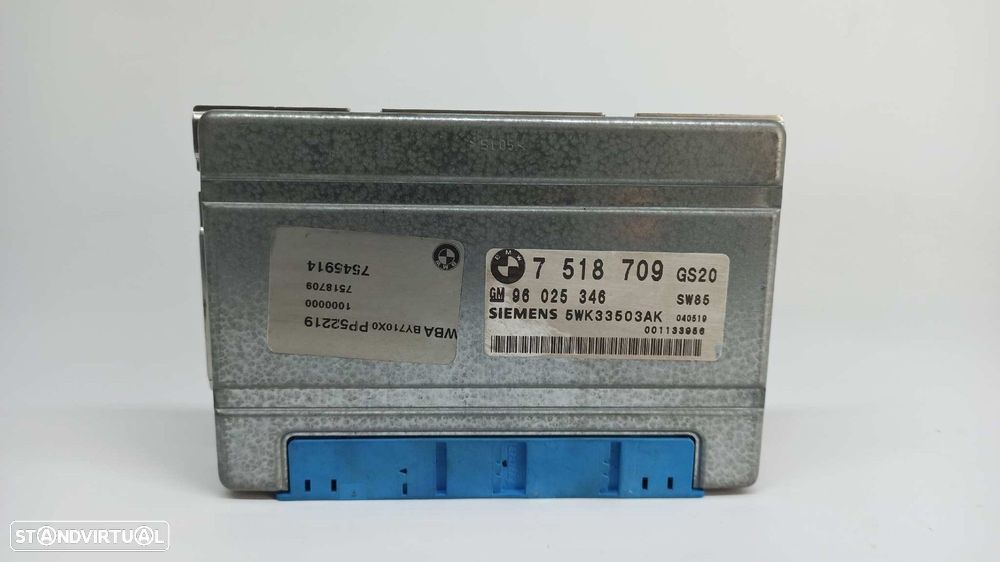 7545914
7518709
1000000
WBA BY710X0 PP52219
BMW
7 518 709 GS20
GM 96 025 346 SW85
SIEMENS 5WK33503AK 040519
001133956
STANDVIRTUAL